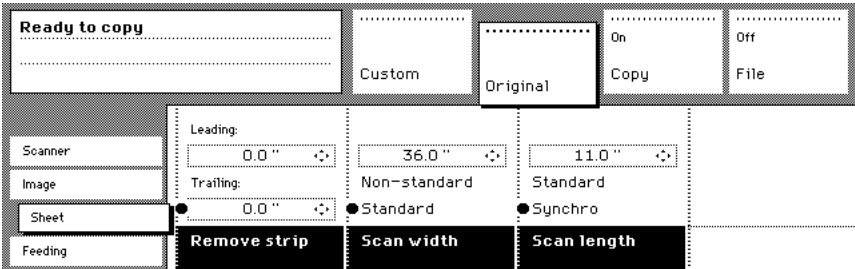 Ready to copy
Custom
Original
On
Copy
Off
File
Scanner
Image
Sheet
Feeding
Leading:
0.0 "
Trailing:
0.0 "
Remove strip
36.0 "
Non-standard
Standard
Scan width
11.0 "
Standard
Synchro
Scan length